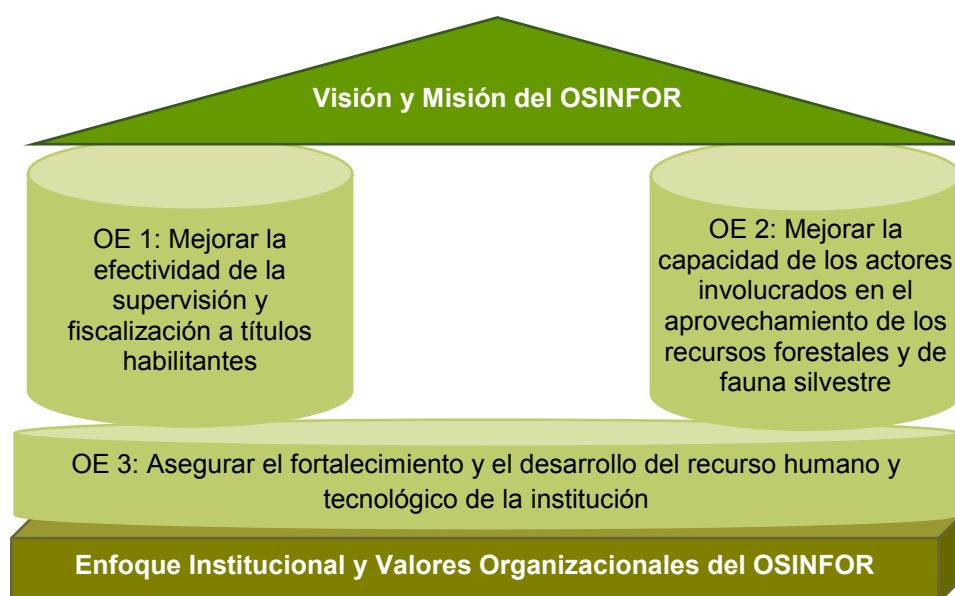 Visión y Misión del OSINFOR
OE 1: Mejorar la
efectividad de la
supervisión y
fiscalización a títulos
habilitantes
OE 2: Mejorar la
capacidad de los actores
involucrados en el
aprovechamiento de los
recursos forestales y de
fauna silvestre
OE 3: Asegurar el fortalecimiento y el desarrollo del recurso humano y
tecnológico de la institución
Enfoque Institucional y Valores Organizacionales del OSINFOR